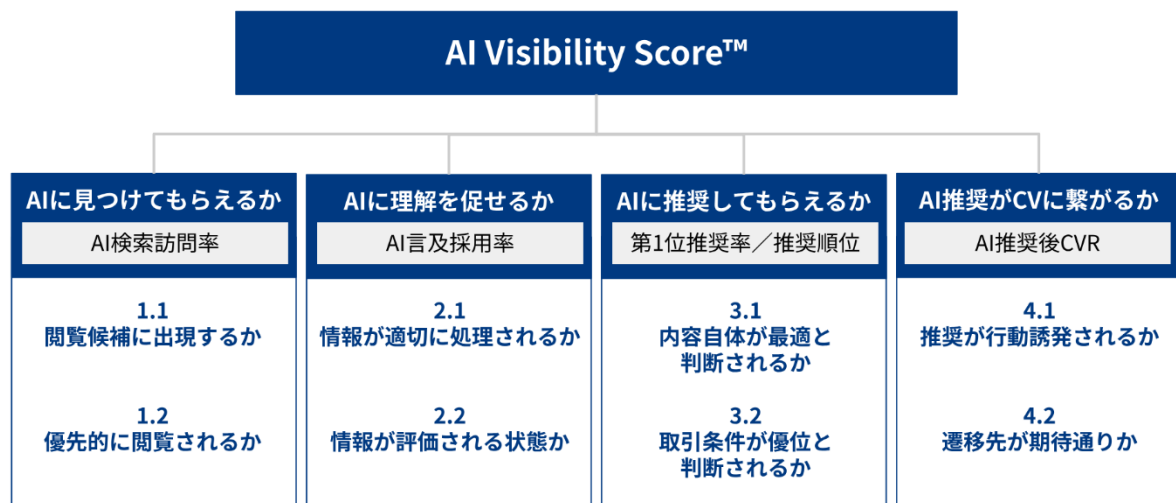 AI Visibility Score™
AIに見つけてもらえるか
AI検索訪問率
1.1
閲覧候補に出現するか
1.2
優先的に閲覧されるか
AIに理解を促せるか
AI言及採用率
2.1
情報が適切に処理されるか
2.2
情報が評価される状態か
AIに推奨してもらえるか
第1位推奨率／推奨順位
3.1
内容自体が最適と
判断されるか
3.2
取引条件が優位と
判断されるか
AI推奨がCVに繋がるか
AI推奨後CVR
4.1
推奨が行動誘発されるか
4.2
遷移先が期待通りか